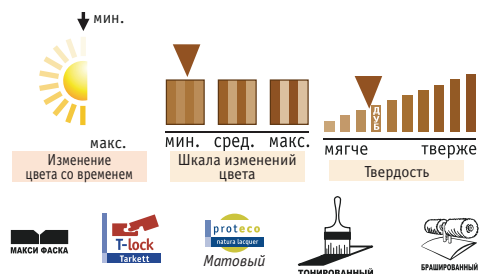 мин.
макс.
Изменение
цвета со временем
мин. сред. макс.
Шкала изменений
цвета
ДУБ
мягче тверже
Твердость
МАКСИ ФАСКА
T-lock
Tarkett
proteco
natura lacquer
Матовый
ТОНИРОВАННЫЙ
БРАШИРОВАННЫЙ